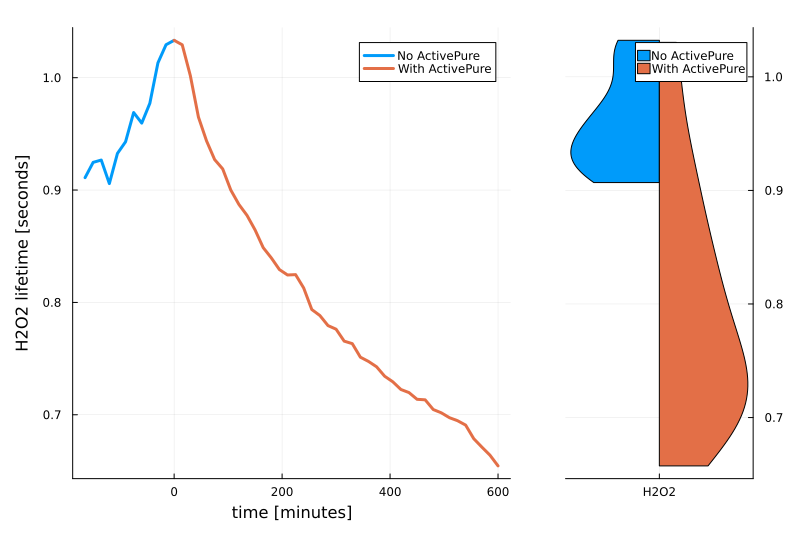 No ActivePure
With ActivePure
No ActivePure
With ActivePure
1.0
0.9
0.8
0.7
1.0
0.9
0.8
0.7
H2O2 lifetime [seconds]
0
200
400
600
H2O2
time [minutes]